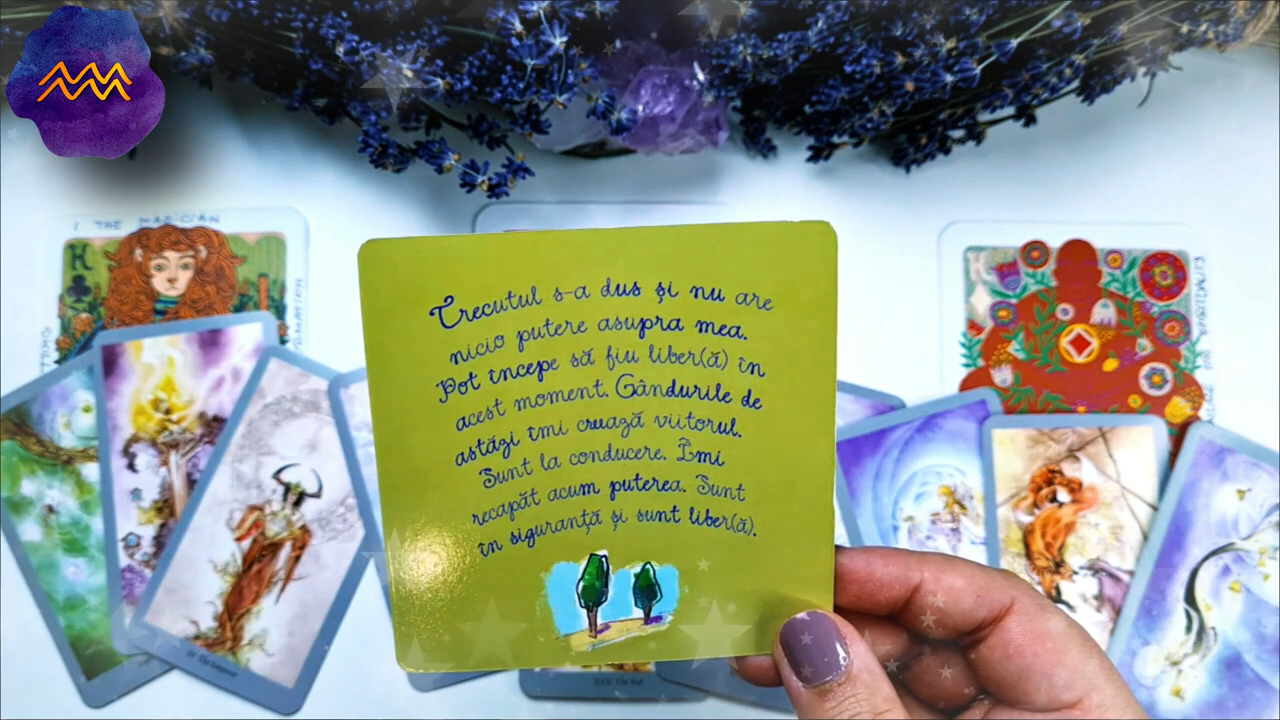 I THE MAGICIAN
K
K
Trecutul s-a dus și nu are
nicio putere asupra mea.
Pot începe să fiu liber(ă) în
acest moment. Gândurile de
astăzi îmi crează viitorul.
Sunt la conducere. Îmi
recapăt acum puterea. Sunt
în siguranță și sunt liber(ă).